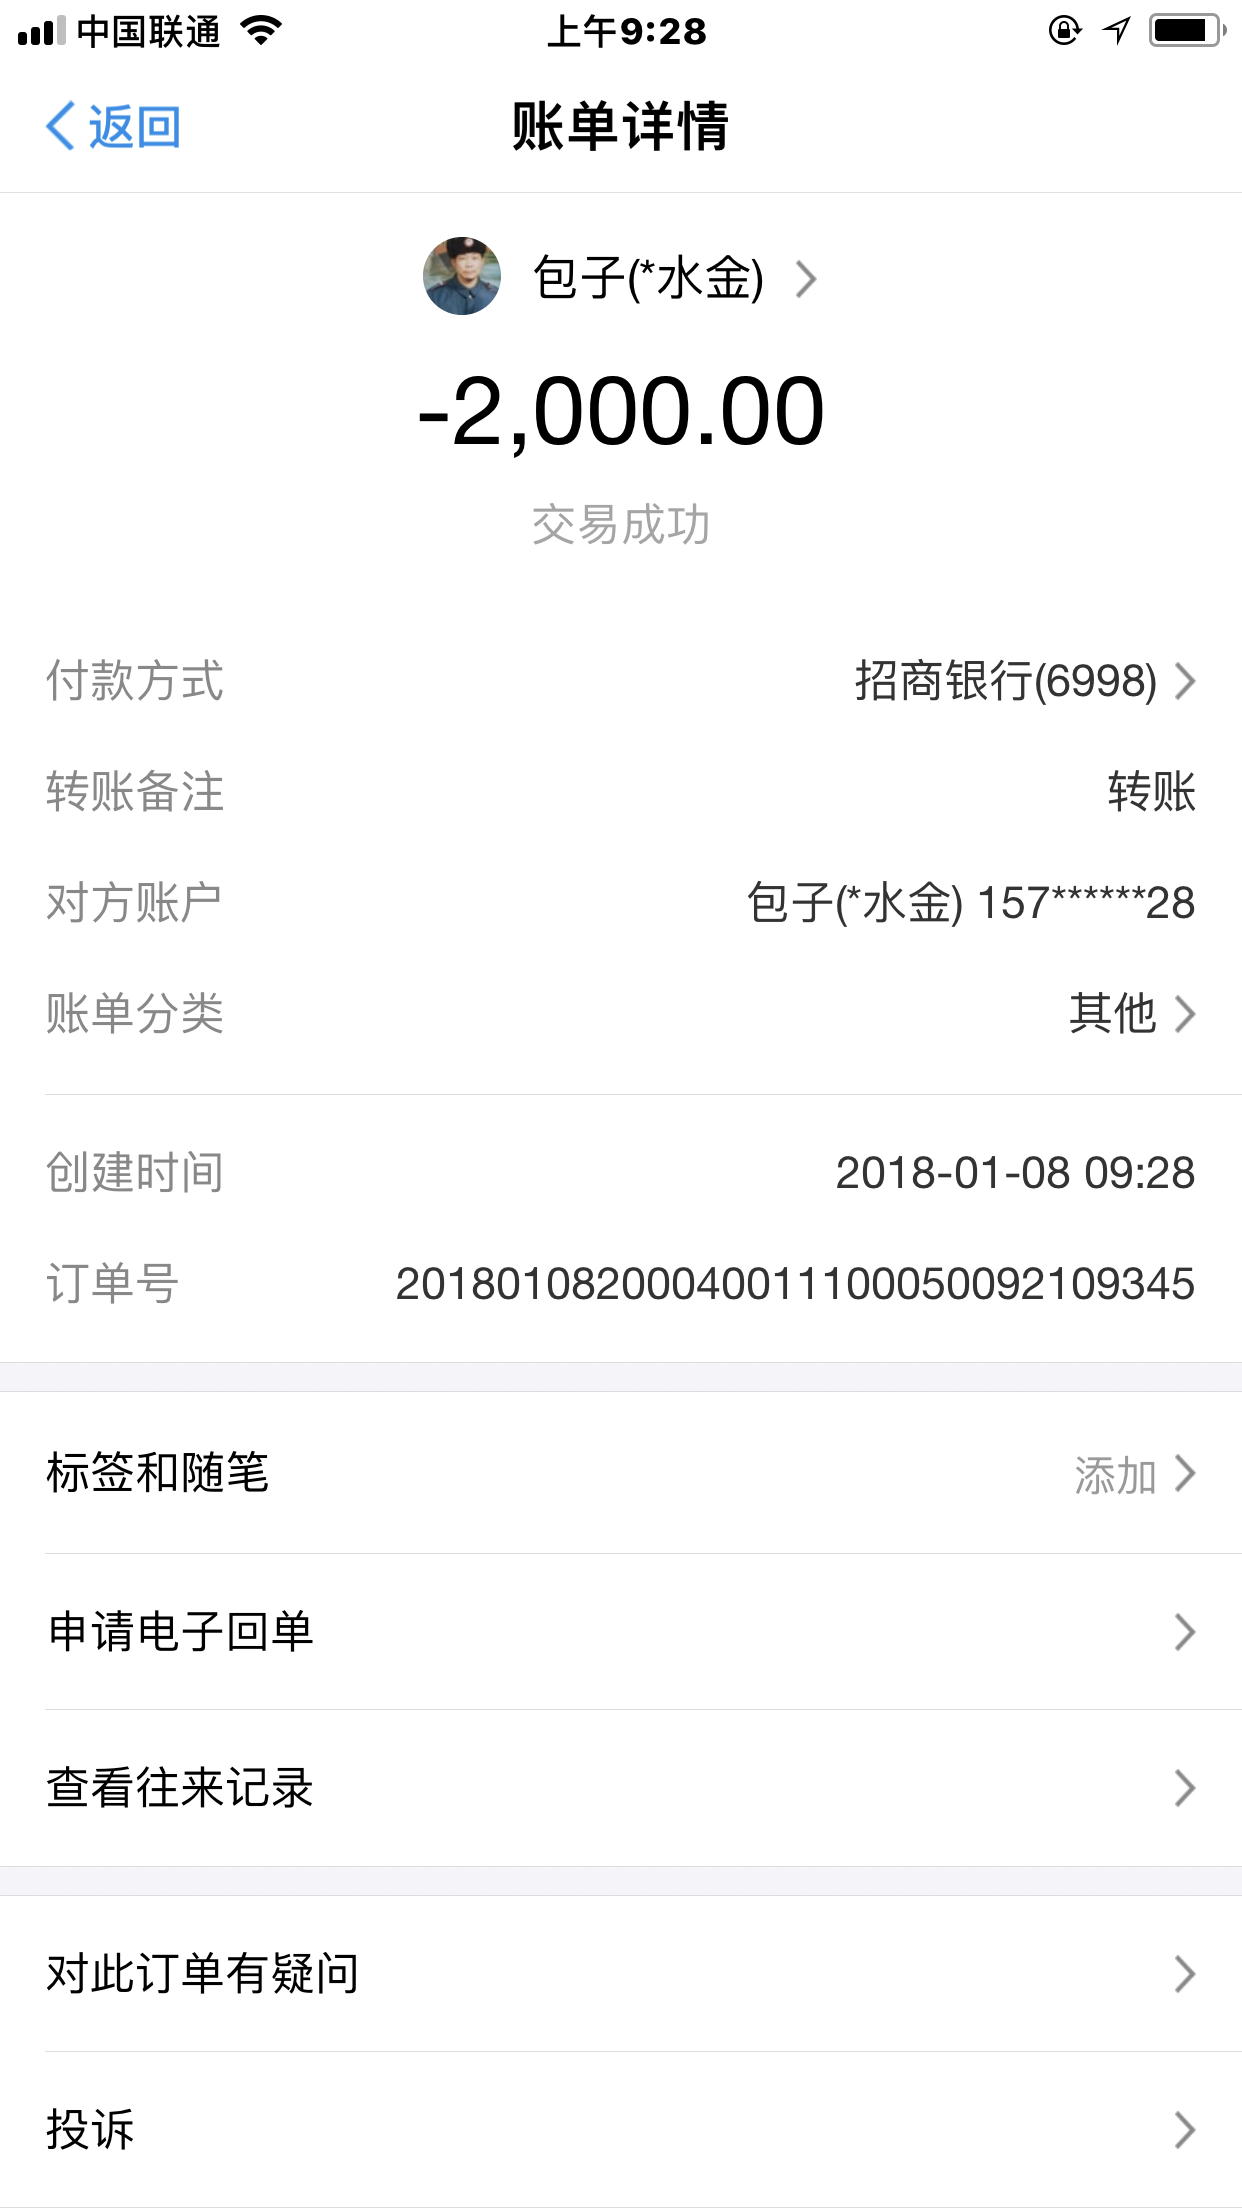 中国联通 上午9:28
返回 账单详情
包子(*水金)
-2,000.00
交易成功
付款方式 招商银行(6998)
转账备注 转账
对方账户 包子(*水金) 157******28
账单分类 其他
创建时间 2018-01-08 09:28
订单号 20180108200040011100050092109345
标签和随笔 添加
申请电子回单
查看往来记录
对此订单有疑问
投诉